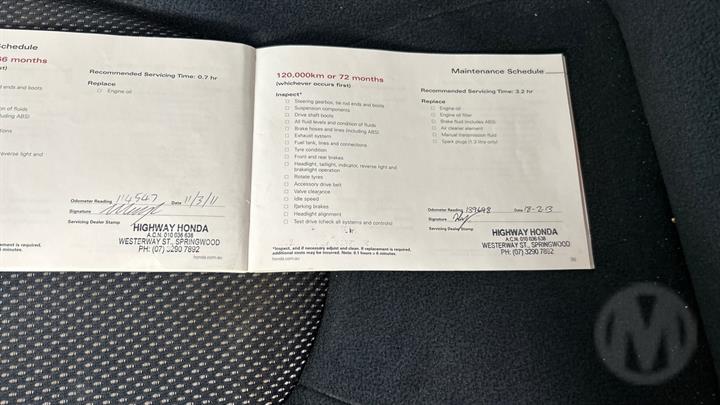 chedule
66 months
st)
Recommended Servicing Time: 0.7 hr
Replace
Engine oil
d ends and boots
on of fluids
ABS)
tions
reverse light and
Odometer Reading 114547 Date 11/3/11
Signature
Servicing Dealer Stamp
HIGHWAY HONDA
A.C.N. 010 036 638
WESTERWAY ST., SPRINGWOOD
PH: (07) 3290 7892
ement is required.
minutes.
120,000km or 72 months
(whichever occurs first)
Inspect*
Steering gearbox, tie rod ends and boots
Suspension components
Drive shaft boots
All fluid levels and condition of fluids
Brake hoses and lines (including ABS)
Exhaust system
Fuel tank, lines and connections
Tyre condition
Front and rear brakes
Headlight, taillight, indicator, reverse light and
brakelight operation
Rotate tyres
Accessory drive belt
Valve clearance
Idle speed
Parking brakes
Headlight alignment
Test drive (check all systems and controls)
*Inspect, and if necessary adjust and clean. If replacement is required,
additional costs may be incurred. Note: 0.1 hours = 6 minutes.
honda.com.au
Maintenance Schedule
Recommended Servicing Time: 3.2 hr
Replace
Engine oil
Engine oil filter
Brake fluid (includes ABS)
Air cleaner element
Manual transmission fluid
Spark plugs (1.3 litre only)
Odometer Reading 139698 Date 18-2-13
Signature
Servicing Dealer Stamp
HIGHWAY HONDA
A.C.N. 010 036 638
WESTERWAY ST., SPRINGWOOD
PH: (07) 3290 7892
M